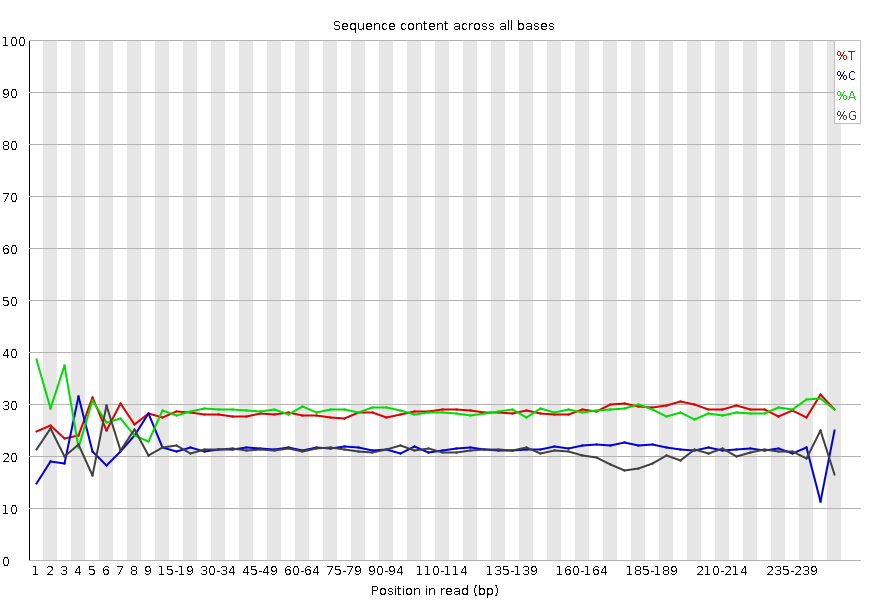 Sequence content across all bases
100
90
80
70
60
50
40
30
20
10
0
%T
%C
%A
%G
1 2 3 4 5 6 7 8 9 15-19 30-34 45-49 60-64 75-79 90-94 110-114 135-139 160-164 185-189 210-214 235-239
Position in read (bp)